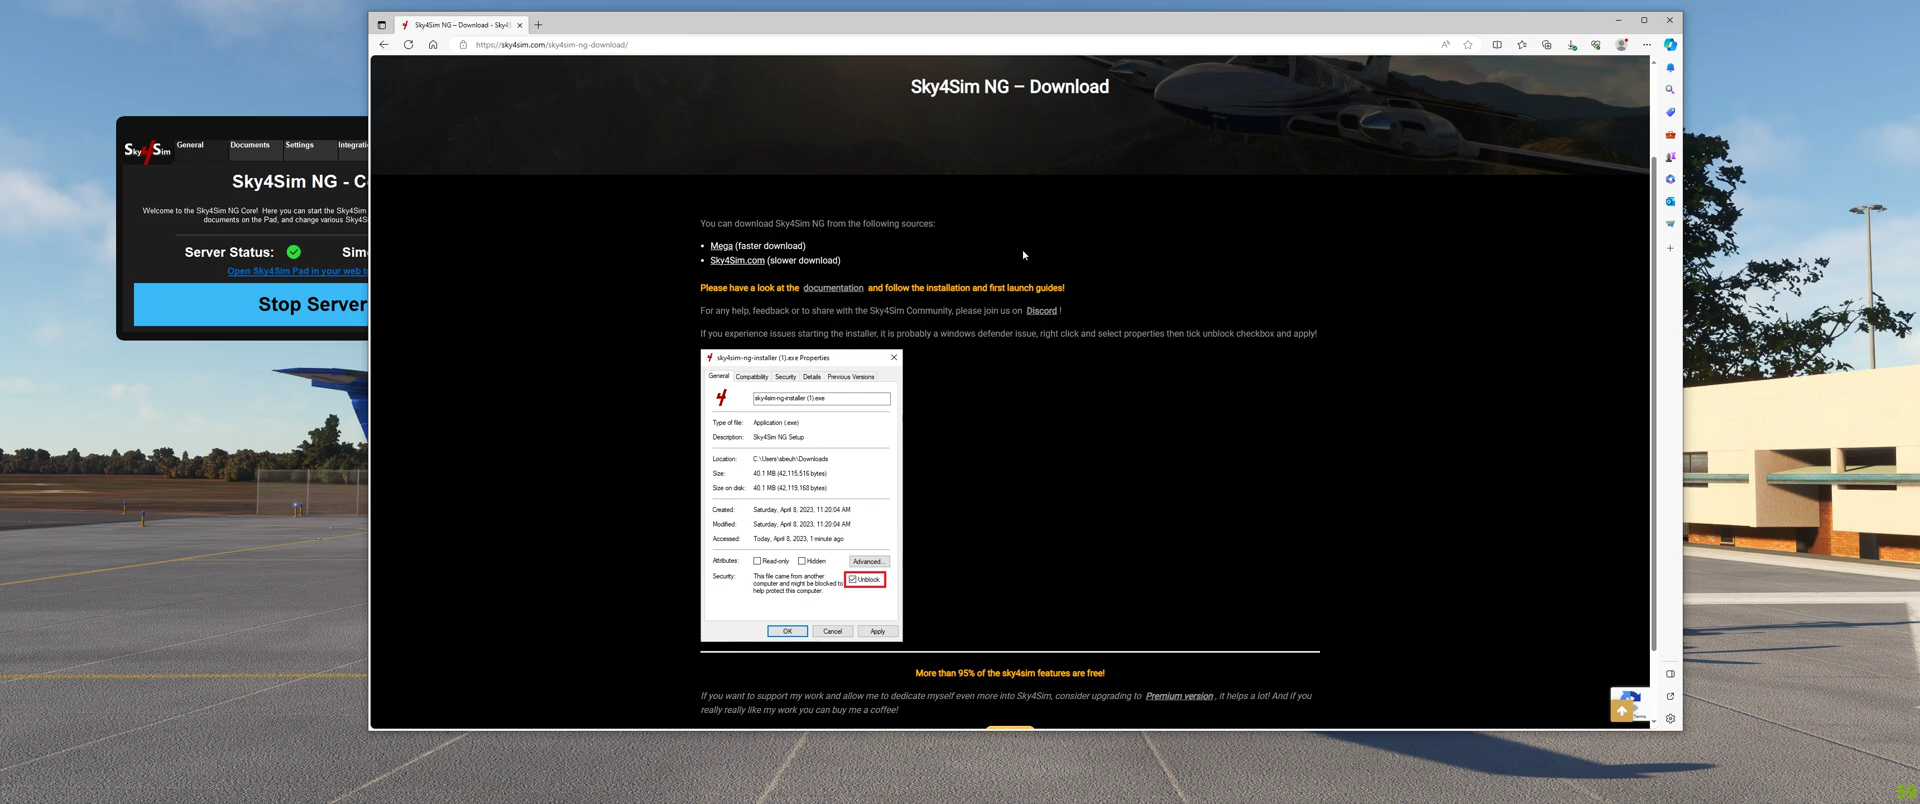 Sky4Sim NG – Download - Sky4S
https://sky4sim.com/sky4sim-ng-download/
Sky4Sim
General
Documents
Settings
Integrati
Sky4Sim NG - C
Welcome to the Sky4Sim NG Core! Here you can start the Sky4Sim
documents on the Pad, and change various Sky4S
Server Status:
Sim
Open Sky4Sim Pad in your web b
Stop Server
Sky4Sim NG – Download
You can download Sky4Sim NG from the following sources:
• Mega (faster download)
• Sky4Sim.com (slower download)
Please have a look at the documentation and follow the installation and first launch guides!
For any help, feedback or to share with the Sky4Sim Community, please join us on Discord !
If you experience issues starting the installer, it is probably a windows defender issue, right click and select properties then tick unblock checkbox and apply!
sky4sim-ng-installer (1).exe Properties
General Compatibility Security Details Previous Versions
sky4sim-ng-installer (1).exe
Type of file: Application (.exe)
Description: Sky4Sim NG Setup
Location: C:\Users\abeuh\Downloads
Size: 40.1 MB (42,115,516 bytes)
Size on disk: 40.1 MB (42,119,168 bytes)
Created: Saturday, April 8, 2023, 11:20:04 AM
Modified: Saturday, April 8, 2023, 11:20:04 AM
Accessed: Today, April 8, 2023, 1 minute ago
Attributes: Read-only Hidden Advanced...
Security: This file came from another
computer and might be blocked to
help protect this computer.
Unblock
OK Cancel Apply
More than 95% of the sky4sim features are free!
If you want to support my work and allow me to dedicate myself even more into Sky4Sim, consider upgrading to Premium version , it helps a lot! And if you
really really like my work you can buy me a coffee!
Terms
59